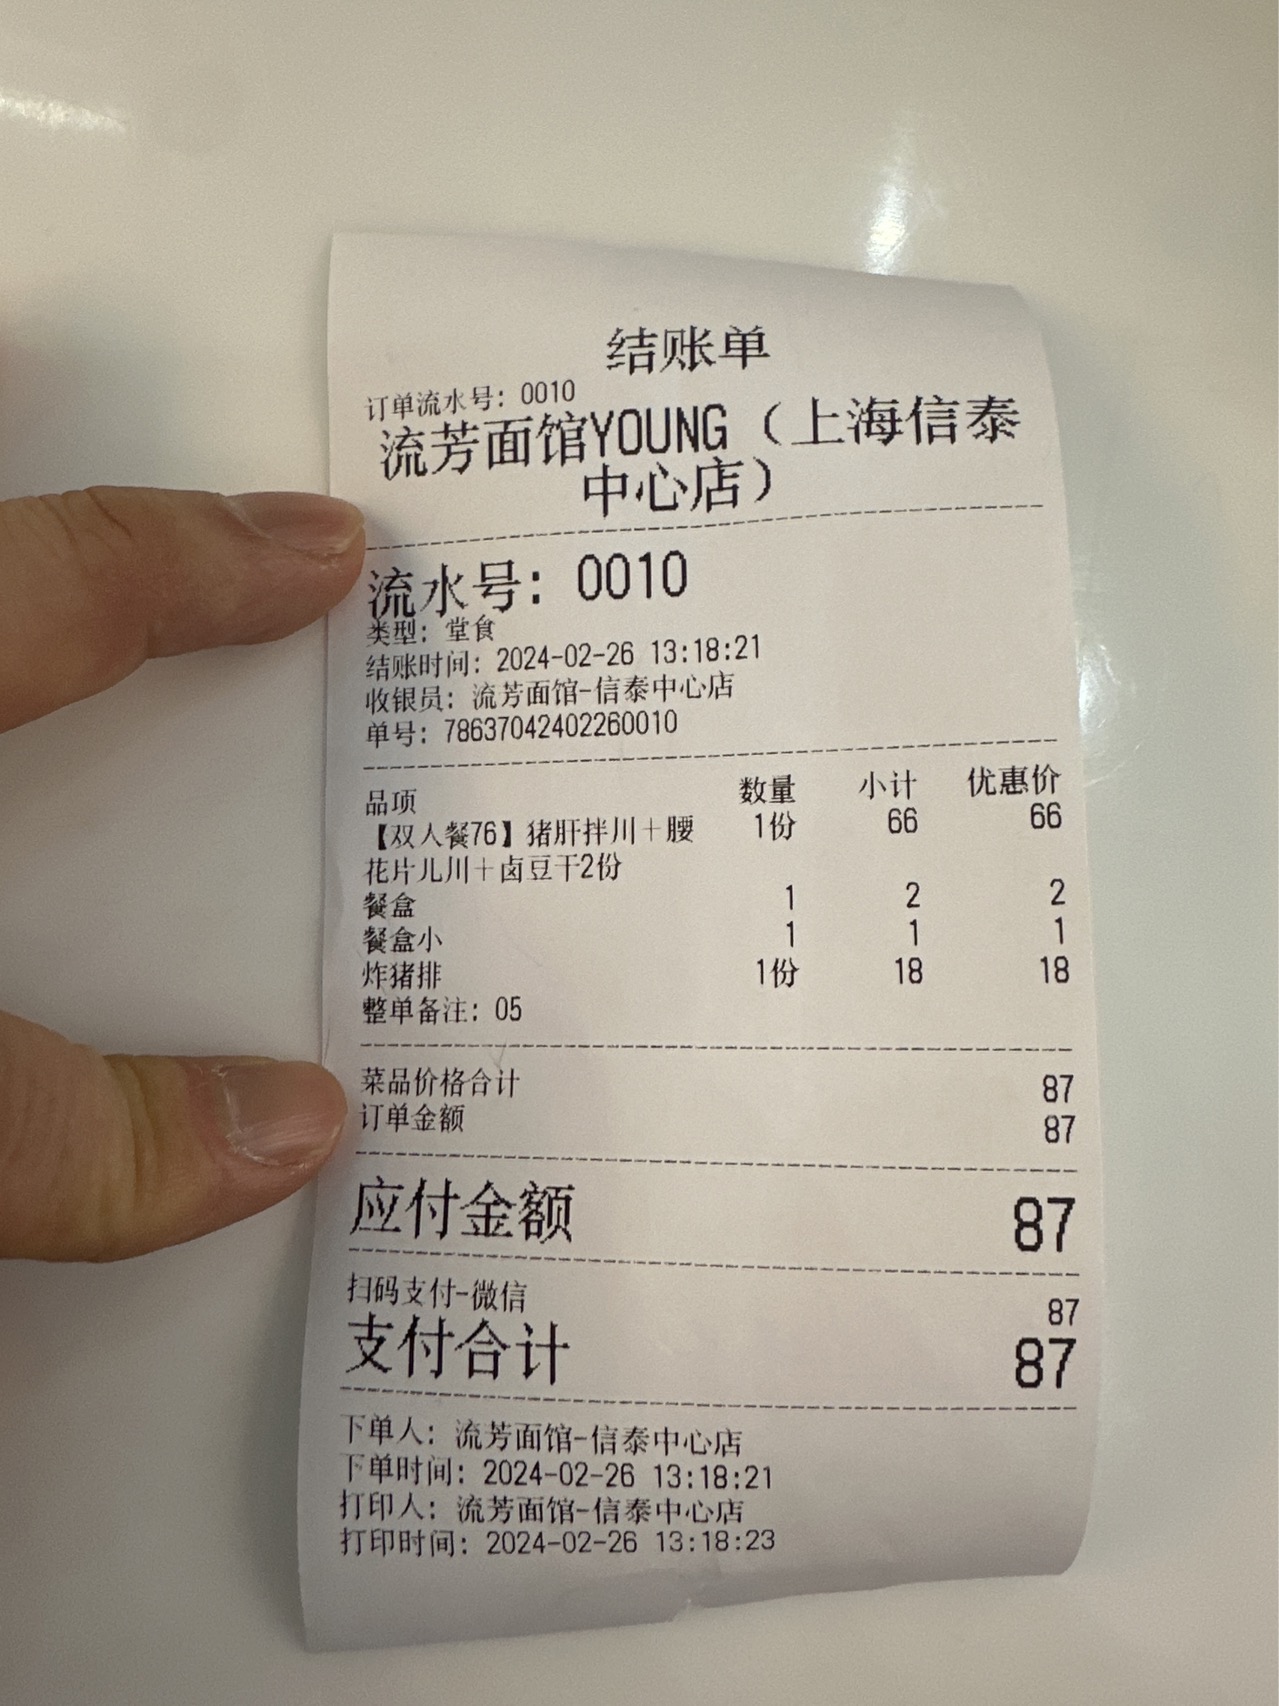 结账单
订单流水号：0010
流芳面馆YOUNG（上海信泰
中心店）
流水号：0010
类型：堂食
结账时间：2024-02-26 13:18:21
收银员：流芳面馆-信泰中心店
单号：78637042402260010
品项 数量 小计 优惠价
【双人餐76】猪肝拌川＋腰 1份 66 66
花片儿川＋卤豆干2份
餐盒 1 2 2
餐盒小 1 1 1
炸猪排 1份 18 18
整单备注：05
菜品价格合计 87
订单金额 87
应付金额 87
扫码支付-微信 87
支付合计 87
下单人：流芳面馆-信泰中心店
下单时间：2024-02-26 13:18:21
打印人：流芳面馆-信泰中心店
打印时间：2024-02-26 13:18:23